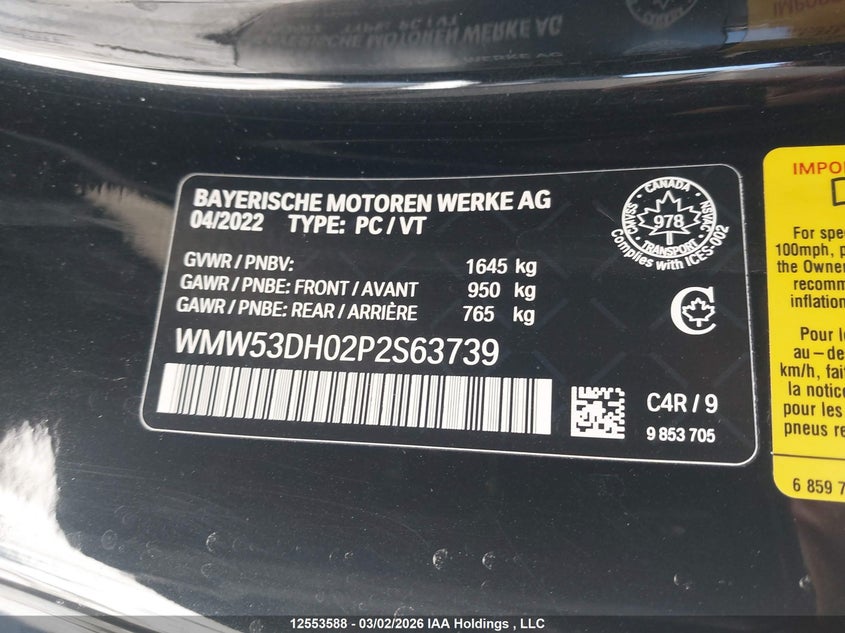 BAYERISCHE MOTOREN WERKE AG
04/2022 TYPE: PC / VT
GVWR / PNBV: 1645 kg
GAWR / PNBE: FRONT / AVANT 950 kg
GAWR / PNBE: REAR / ARRIÈRE 765 kg
WMW53DH02P2S63739
C4R / 9
9 853 705
CANADA
978
TRANSPORT
Complies with ICES-002
C
IMPO
For spe
100mph, p
the Owner
recomm
inflation
Pour l
au – de
km/h, fait
la notice
pour les
pneus re
6 859 7
12553588 - 03/02/2026 IAA Holdings , LLC